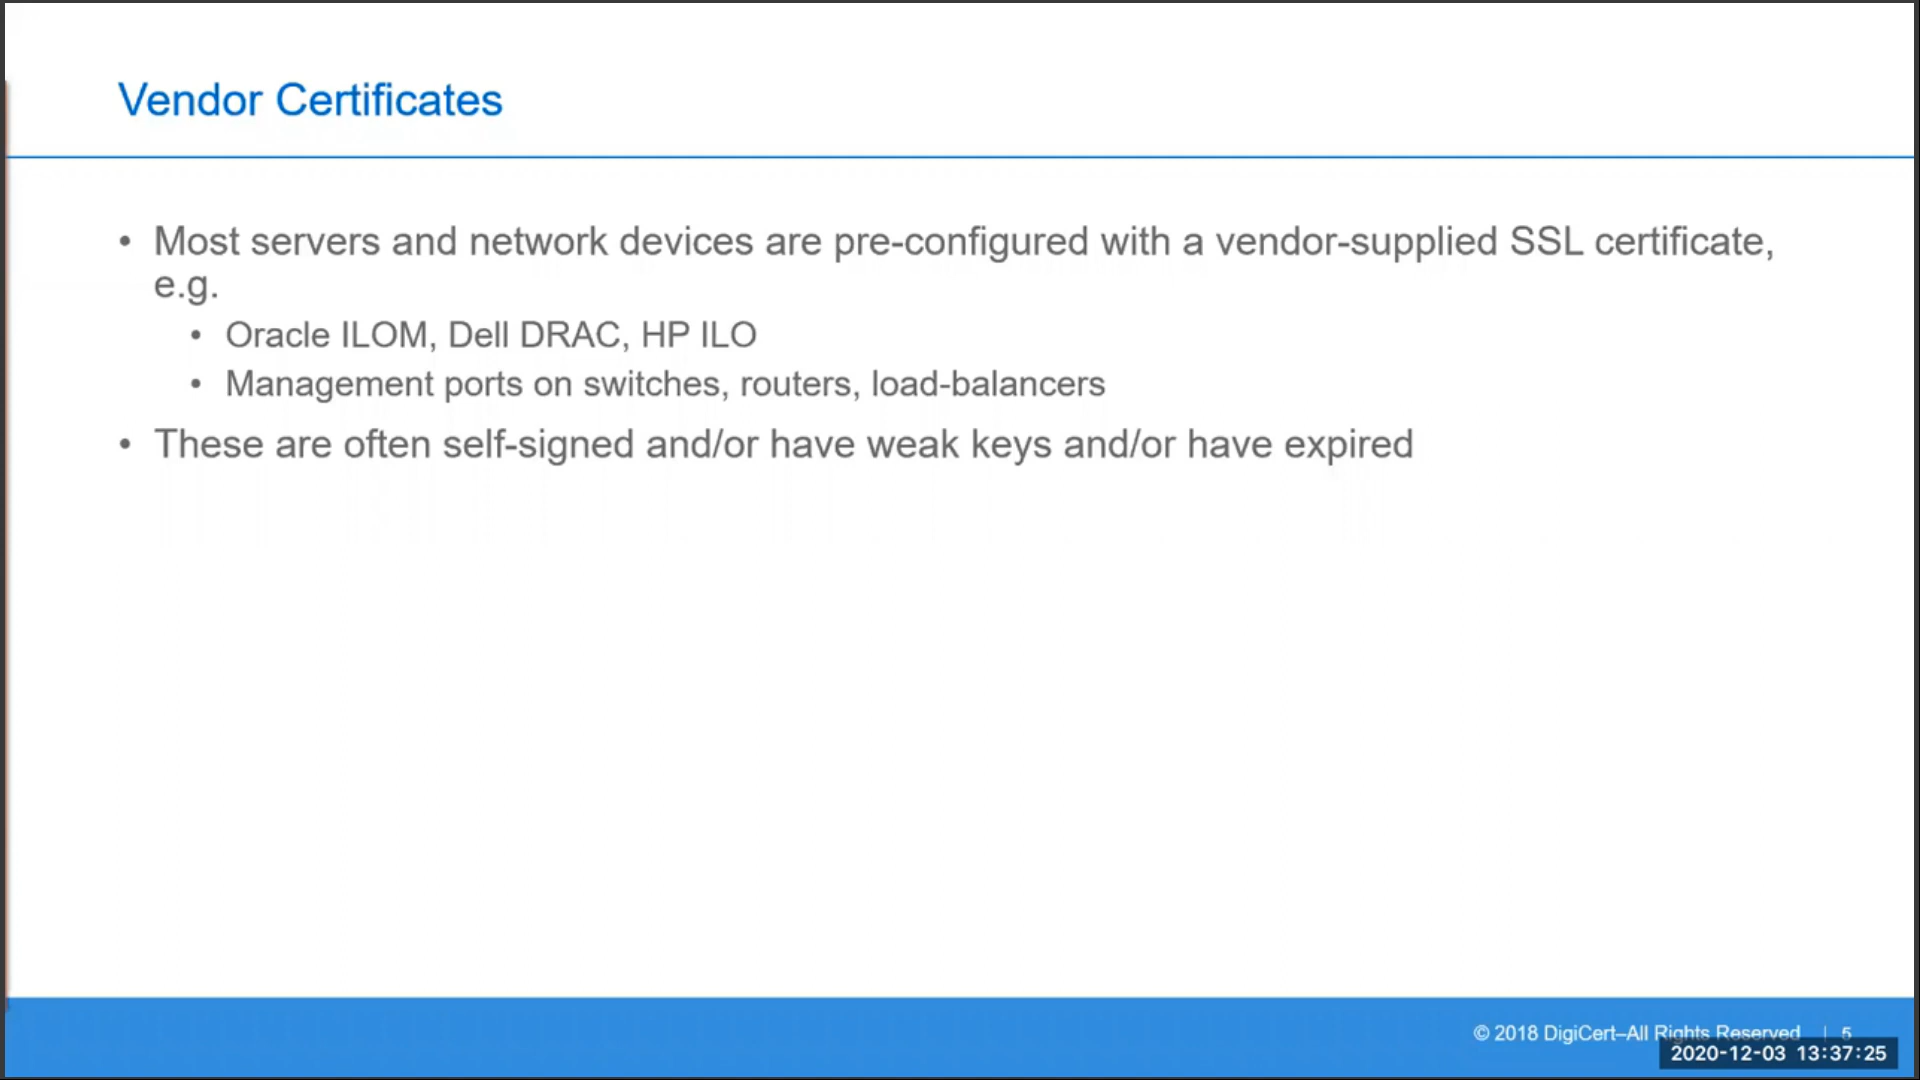 Vendor Certificates
• Most servers and network devices are pre-configured with a vendor-supplied SSL certificate,
e.g.
• Oracle ILOM, Dell DRAC, HP ILO
• Management ports on switches, routers, load-balancers
• These are often self-signed and/or have weak keys and/or have expired
© 2018 DigiCert–All Rights Reserved | 5
2020-12-03 13:37:25